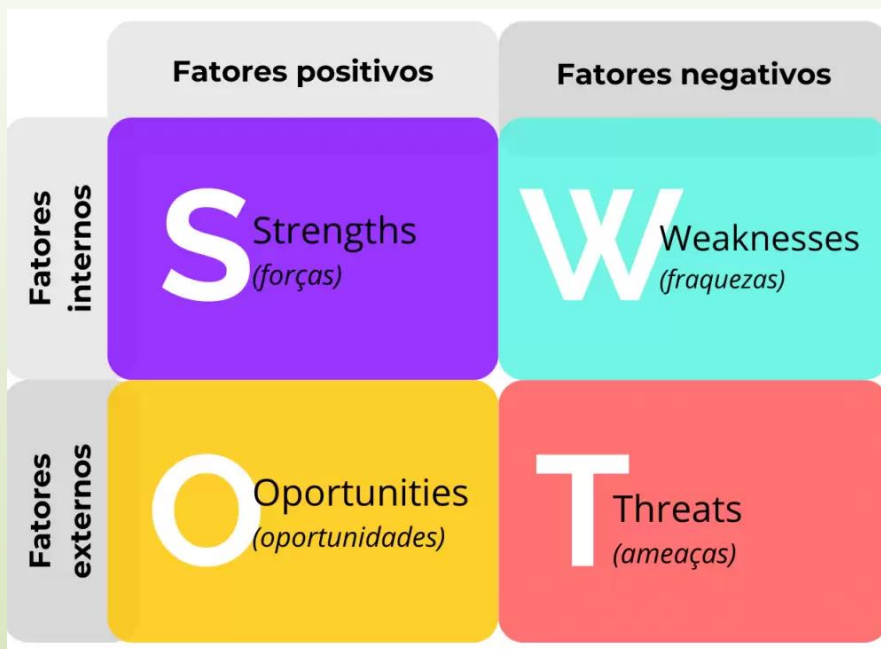 Fatores positivos
Fatores negativos
Fatores
internos
S
Strengths
(forças)
W
Weaknesses
(fraquezas)
Fatores
externos
O
Oportunities
(oportunidades)
T
Threats
(ameaças)